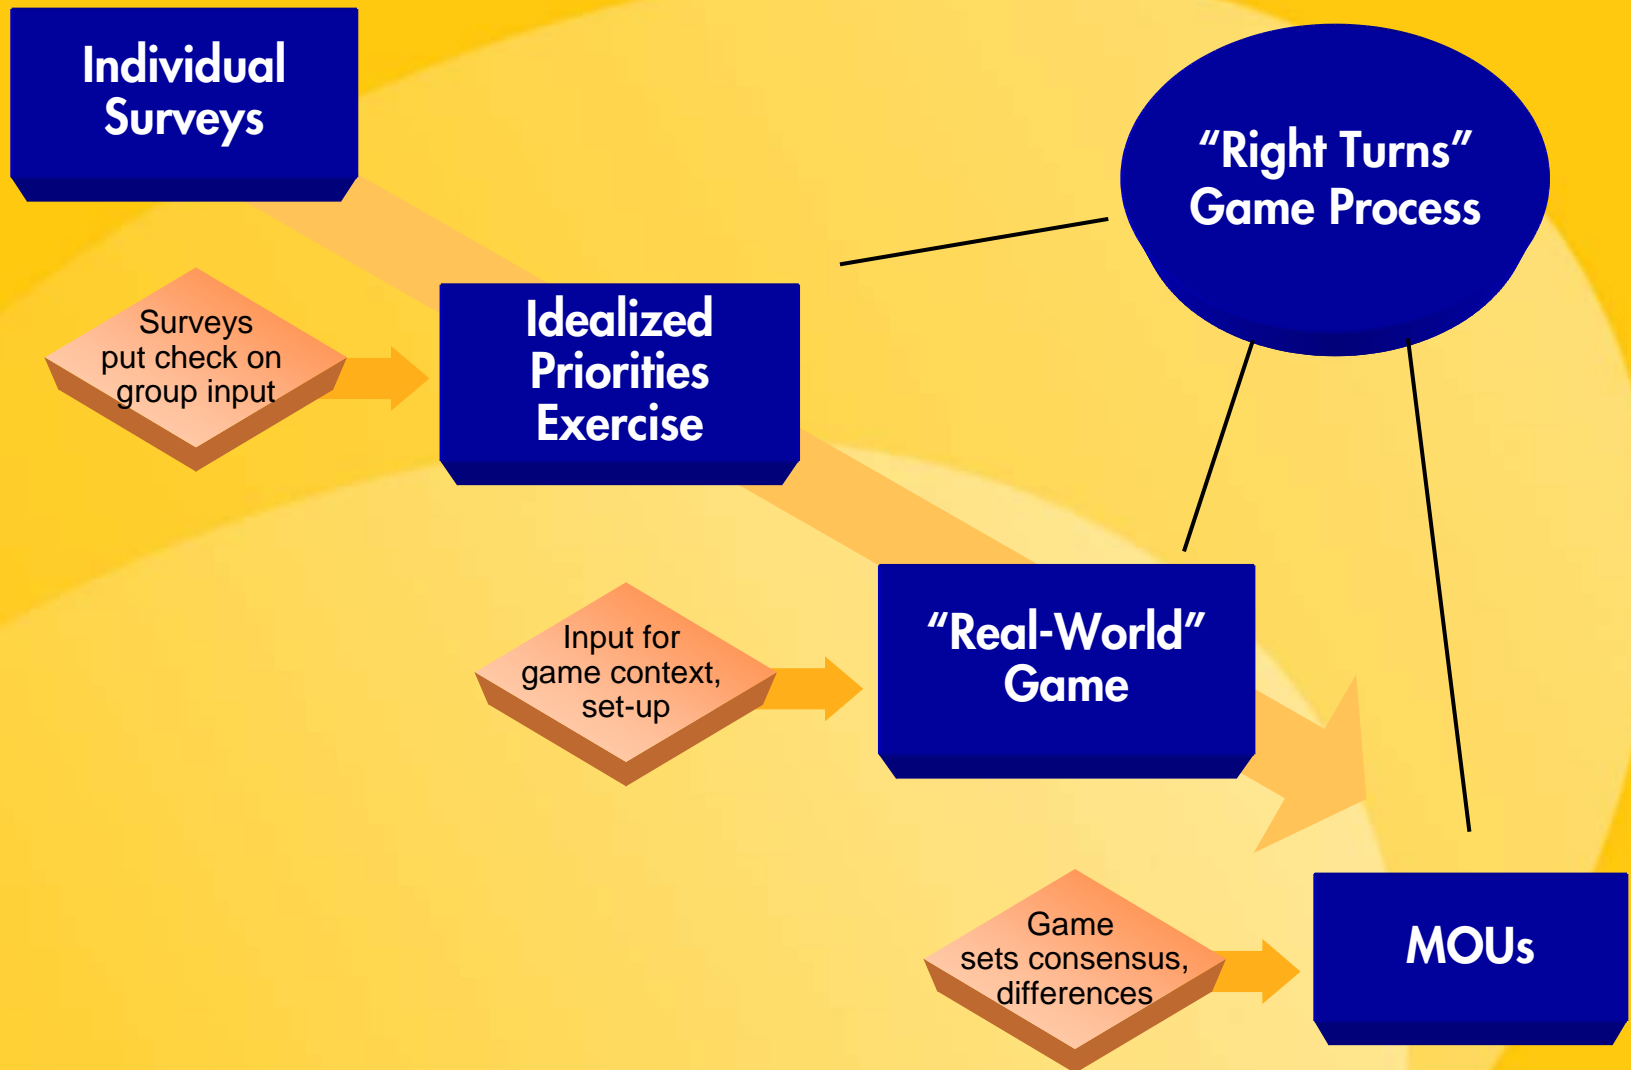 Individual
Surveys
“Right Turns”
Game Process
Surveys
put check on
group input
Idealized
Priorities
Exercise
Input for
game context,
set-up
“Real-World”
Game
Game
sets consensus,
differences
MOUs